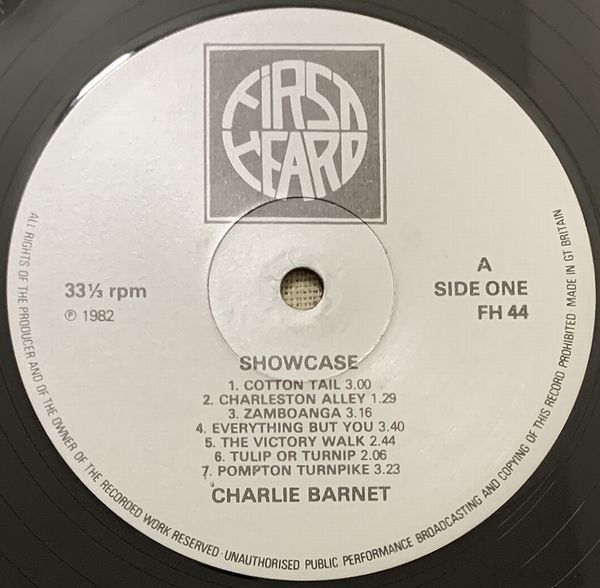 FIRST
HEARD
33⅓ rpm
℗ 1982
A
SIDE ONE
FH 44
SHOWCASE
1. COTTON TAIL 3.00
2. CHARLESTON ALLEY 1.29
3. ZAMBOANGA 3.16
4. EVERYTHING BUT YOU 3.40
5. THE VICTORY WALK 2.44
6. TULIP OR TURNIP 2.06
7. POMPTON TURNPIKE 3.23
CHARLIE BARNET
ALL RIGHTS OF THE PRODUCER AND OF THE OWNER OF THE RECORDED WORK RESERVED · UNAUTHORISED PUBLIC PERFORMANCE BROADCASTING AND COPYING OF THIS RECORD PROHIBITED MADE IN GT BRITAIN